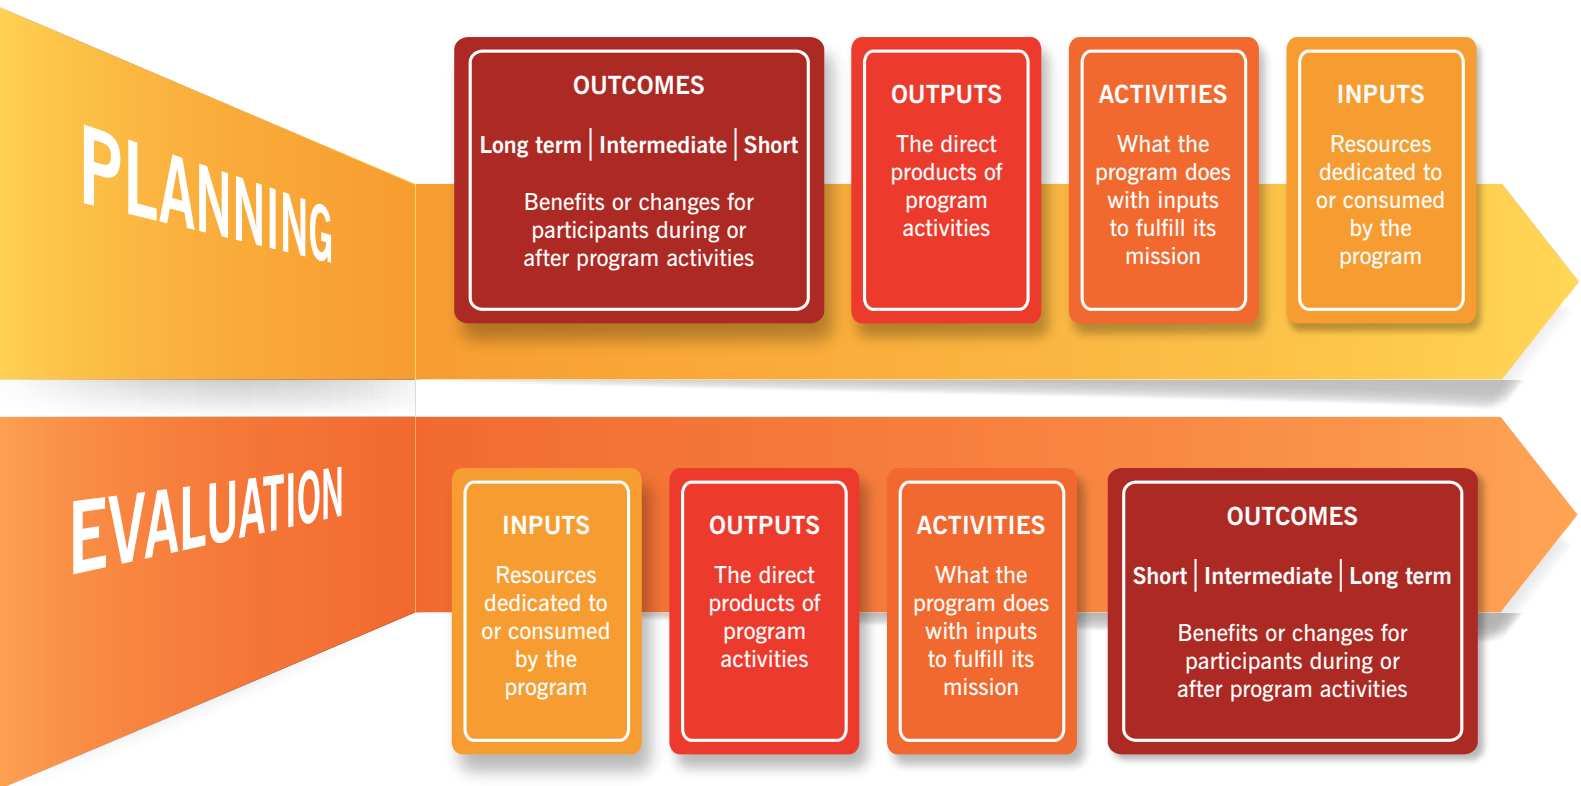 PLANNING
OUTCOMES
Long term | Intermediate | Short
Benefits or changes for
participants during or
after program activities
OUTPUTS
The direct
products of
program
activities
ACTIVITIES
What the
program does
with inputs
to fulfill its
mission
INPUTS
Resources
dedicated to
or consumed
by the
program
EVALUATION
INPUTS
Resources
dedicated to
or consumed
by the
program
OUTPUTS
The direct
products of
program
activities
ACTIVITIES
What the
program does
with inputs
to fulfill its
mission
OUTCOMES
Short | Intermediate | Long term
Benefits or changes for
participants during or
after program activities